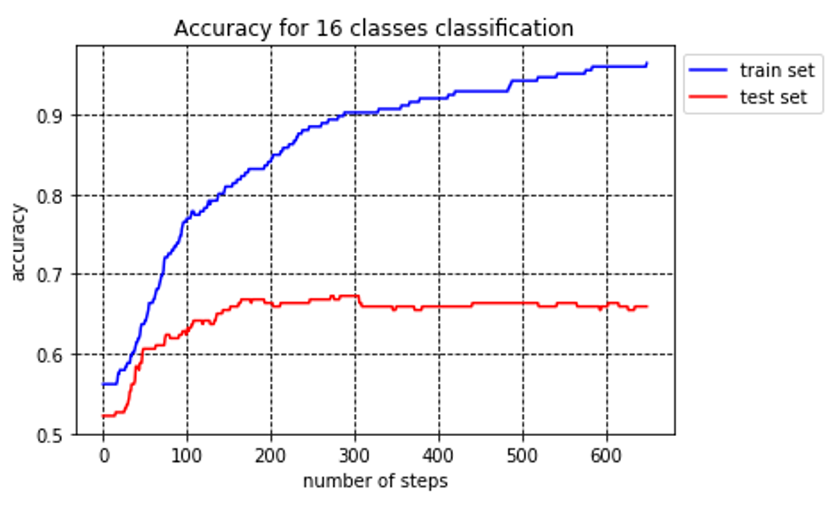 Accuracy for 16 classes classification
train set
test set
0.9
0.8
0.7
0.6
0.5
accuracy
0 100 200 300 400 500 600
number of steps